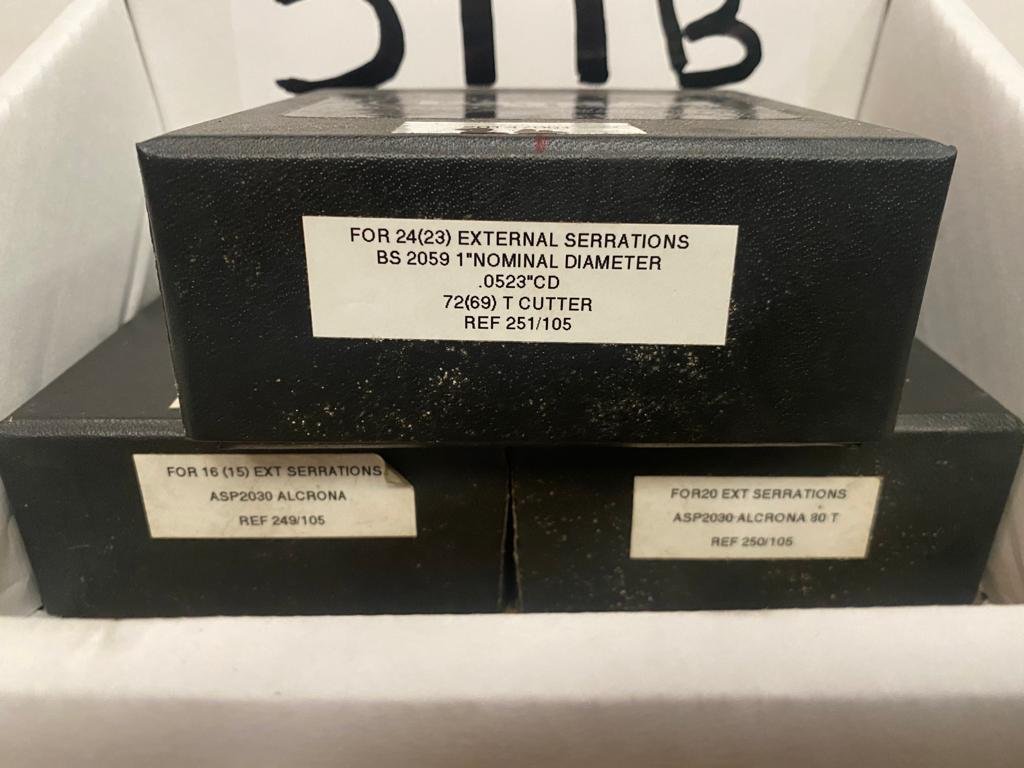 FOR 24(23) EXTERNAL SERRATIONS
BS 2059 1"NOMINAL DIAMETER
.0523"CD
72(69) T CUTTER
REF 251/105
FOR 16 (15) EXT SERRATIONS
ASP2030 ALCRONA
REF 249/105
FOR20 EXT SERRATIONS
ASP2030 ALCRONA 80 T
REF 250/105